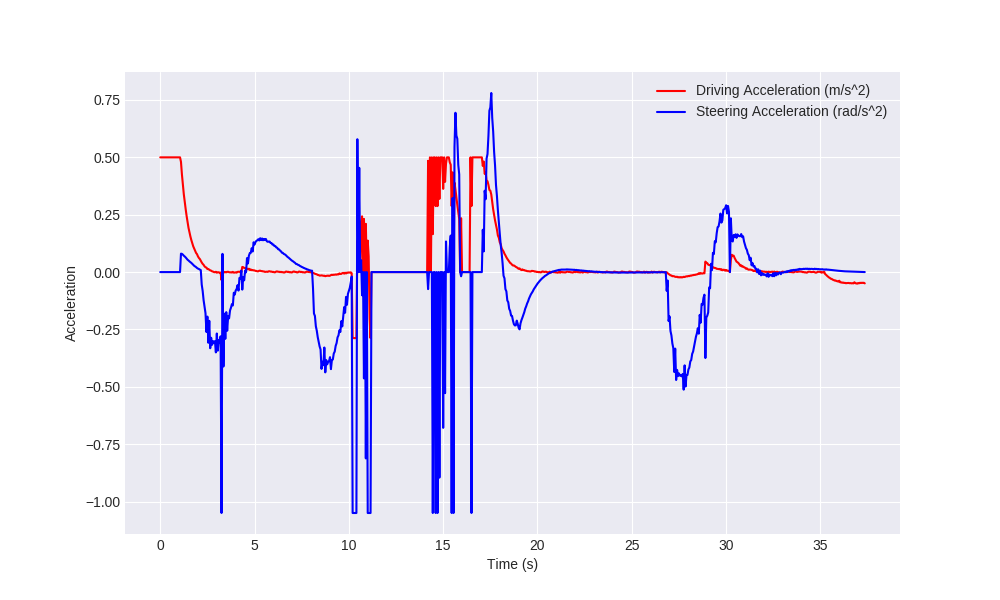 Driving Acceleration (m/s^2)
Steering Acceleration (rad/s^2)
0.75
0.50
0.25
0.00
−0.25
−0.50
−0.75
−1.00
Acceleration
0 5 10 15 20 25 30 35
Time (s)